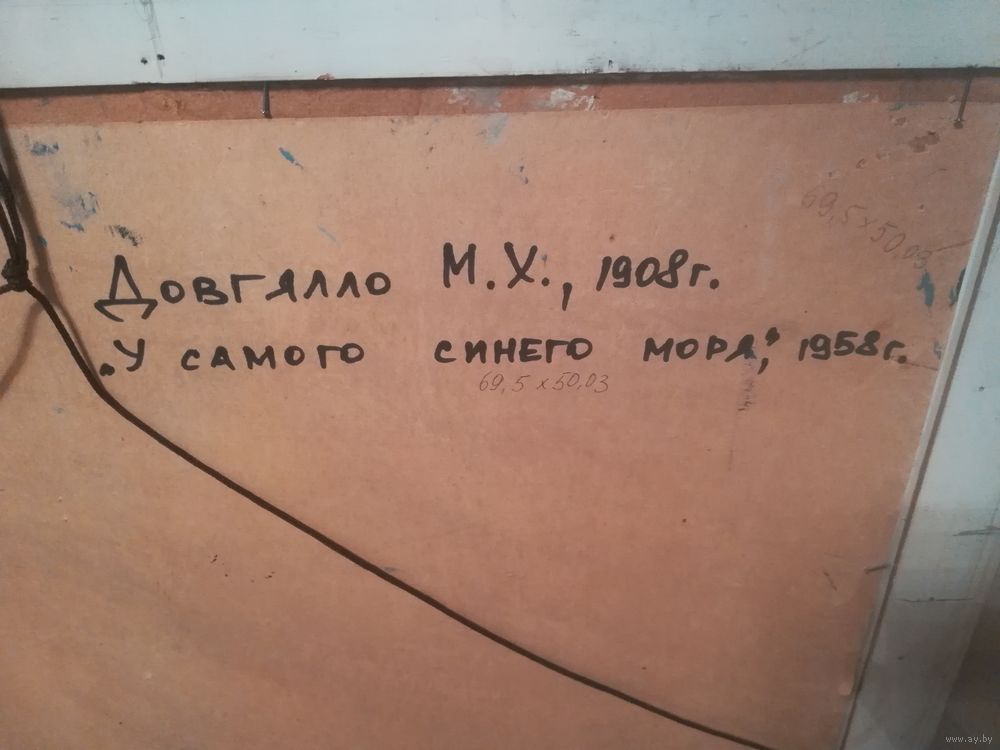 69,5 x 50,03
Довгялло М.Х., 1908г.
„У самого синего моря", 1958г.
69,5 x 50,03
www.ay.by